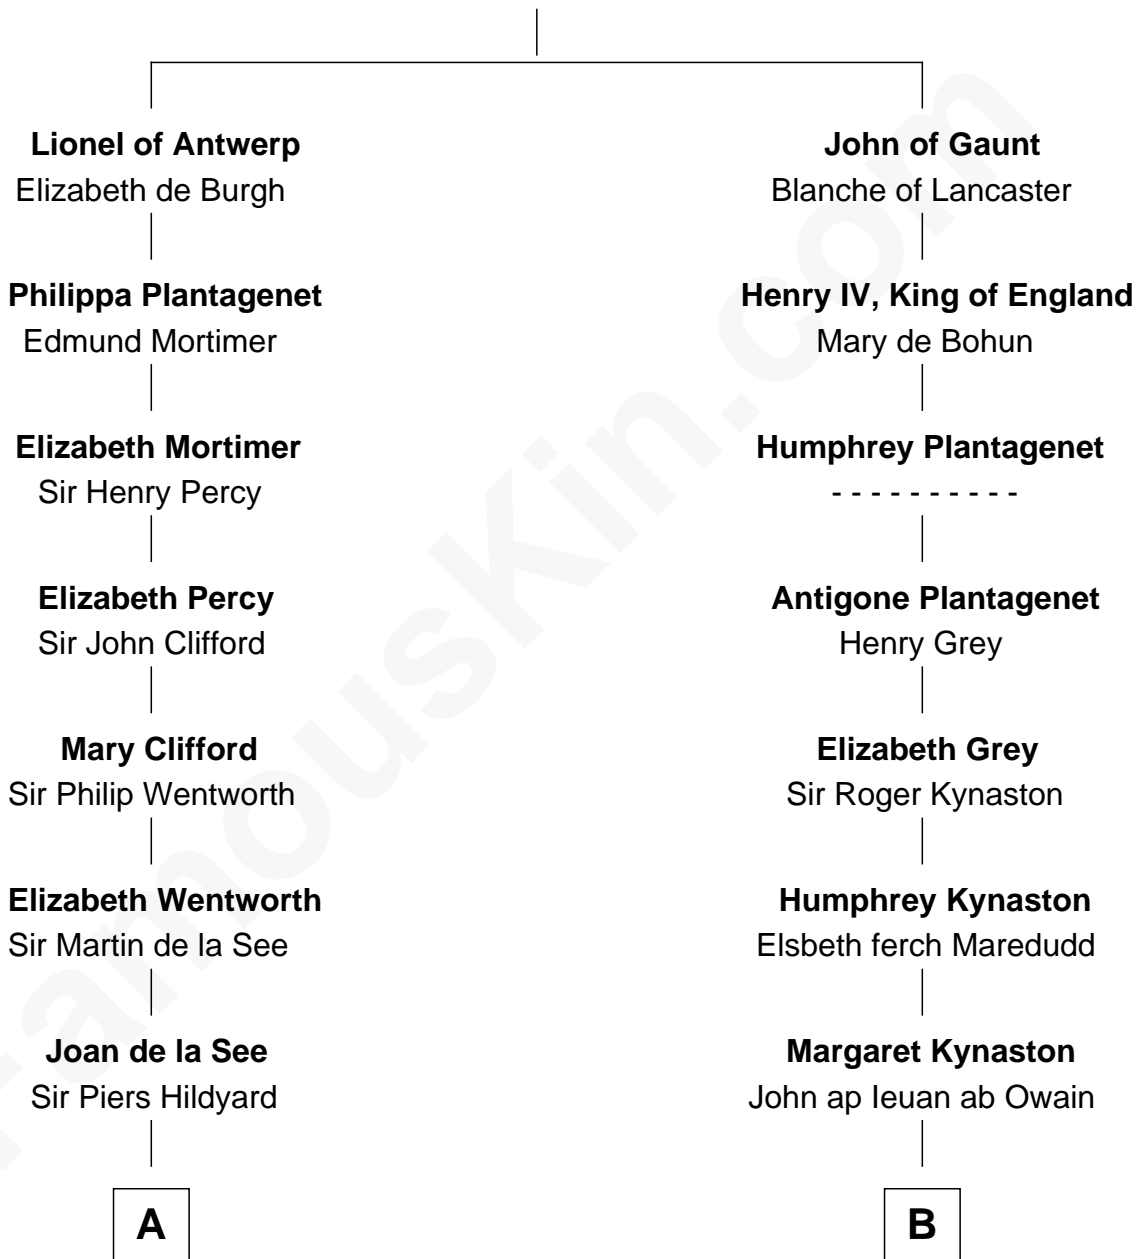 Lionel of Antwerp
Elizabeth de Burgh
Philippa Plantagenet
Edmund Mortimer
Elizabeth Mortimer
Sir Henry Percy
Elizabeth Percy
Sir John Clifford
Mary Clifford
Sir Philip Wentworth
Elizabeth Wentworth
Sir Martin de la See
Joan de la See
Sir Piers Hildyard
A
John of Gaunt
Blanche of Lancaster
Henry IV, King of England
Mary de Bohun
Humphrey Plantagenet
- - - - - - - - - -
Antigone Plantagenet
Henry Grey
Elizabeth Grey
Sir Roger Kynaston
Humphrey Kynaston
Elsbeth ferch Maredudd
Margaret Kynaston
John ap Ieuan ab Owain
B
FamousKin.com